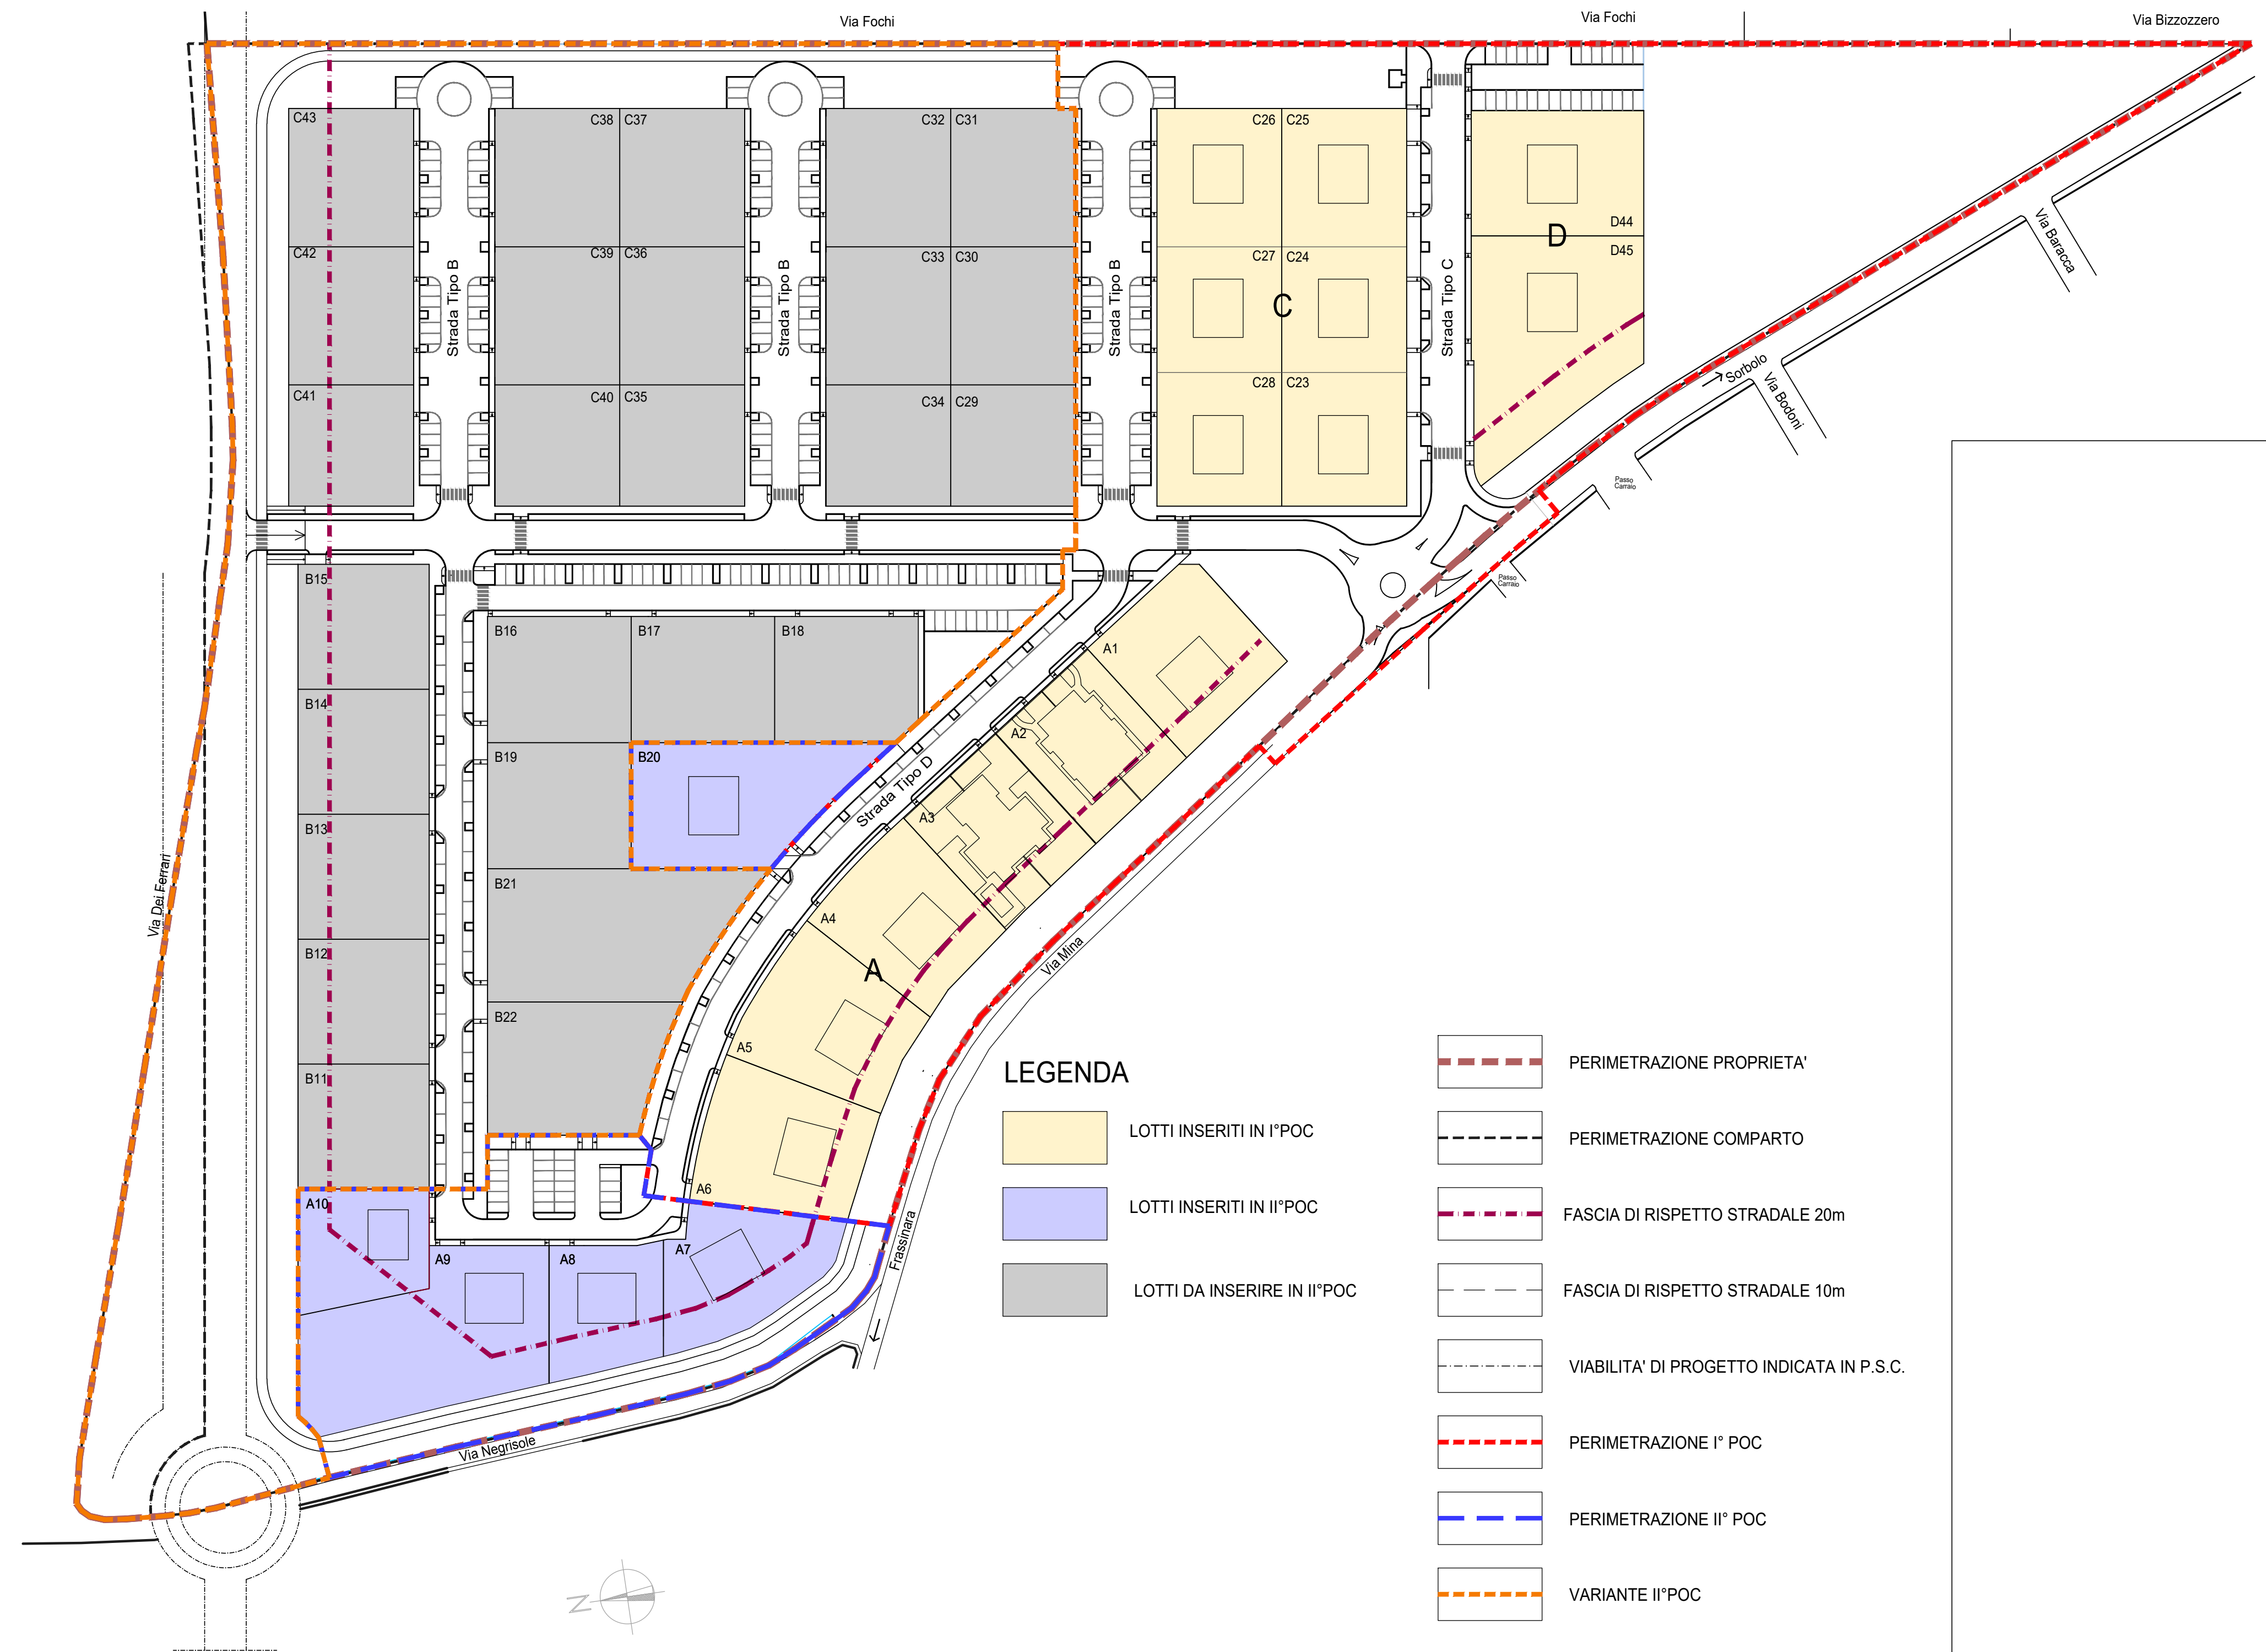 Via Fochi
Via Fochi
Via Bizzozzero
C43
C38
C37
C32
C31
C26
C25
D44
C42
C39
C36
C33
C30
C27
C24
D
D45
C
C41
C40
C35
C34
C29
C28
C23
Strada Tipo B
Strada Tipo B
Strada Tipo B
Strada Tipo C
Via Baracca
Sorbolo
Via Bodoni
Passo
Carraio
Passo
Carraio
B15
B16
B17
B18
A1
B14
A2
B19
B20
Strada Tipo D
A3
B13
B21
A4
Via Dei Ferrari
B12
A
Via Mina
B22
A5
B11
A6
A10
A9
A8
A7
Frassinara
Via Negrisole
N
LEGENDA
LOTTI INSERITI IN I°POC
LOTTI INSERITI IN II°POC
LOTTI DA INSERIRE IN II°POC
PERIMETRAZIONE PROPRIETA'
PERIMETRAZIONE COMPARTO
FASCIA DI RISPETTO STRADALE 20m
FASCIA DI RISPETTO STRADALE 10m
VIABILITA' DI PROGETTO INDICATA IN P.S.C.
PERIMETRAZIONE I° POC
PERIMETRAZIONE II° POC
VARIANTE II°POC